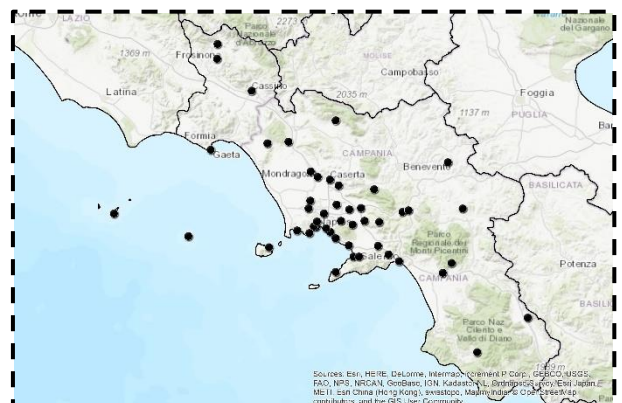 LAZIO
2273
Parco
Nazionale
d'Abruzzo
Nazionale
del Gargano
1369 m
Frosinone
MOLISE
Cassino
Campobasso
Latina
2035 m
Foggia
1137 m
PUGLIA
Formia
Gaeta
CAMPANIA
Benevento
Mondragone
Caserta
BASILICATA
Parco
Regionale dei
Monti Picentini
Salerno
Potenza
CAMPANIA
Parco Naz
Cilento e
Vallo di Diano
Sources: Esri, HERE, DeLorme, Intermap, increment P Corp., GEBCO, USGS,
FAO, NPS, NRCAN, GeoBase, IGN, Kadaster NL, Ordnance Survey, Esri Japan,
METI, Esri China (Hong Kong), swisstopo, MapmyIndia, © OpenStreetMap
contributors, and the GIS User Community